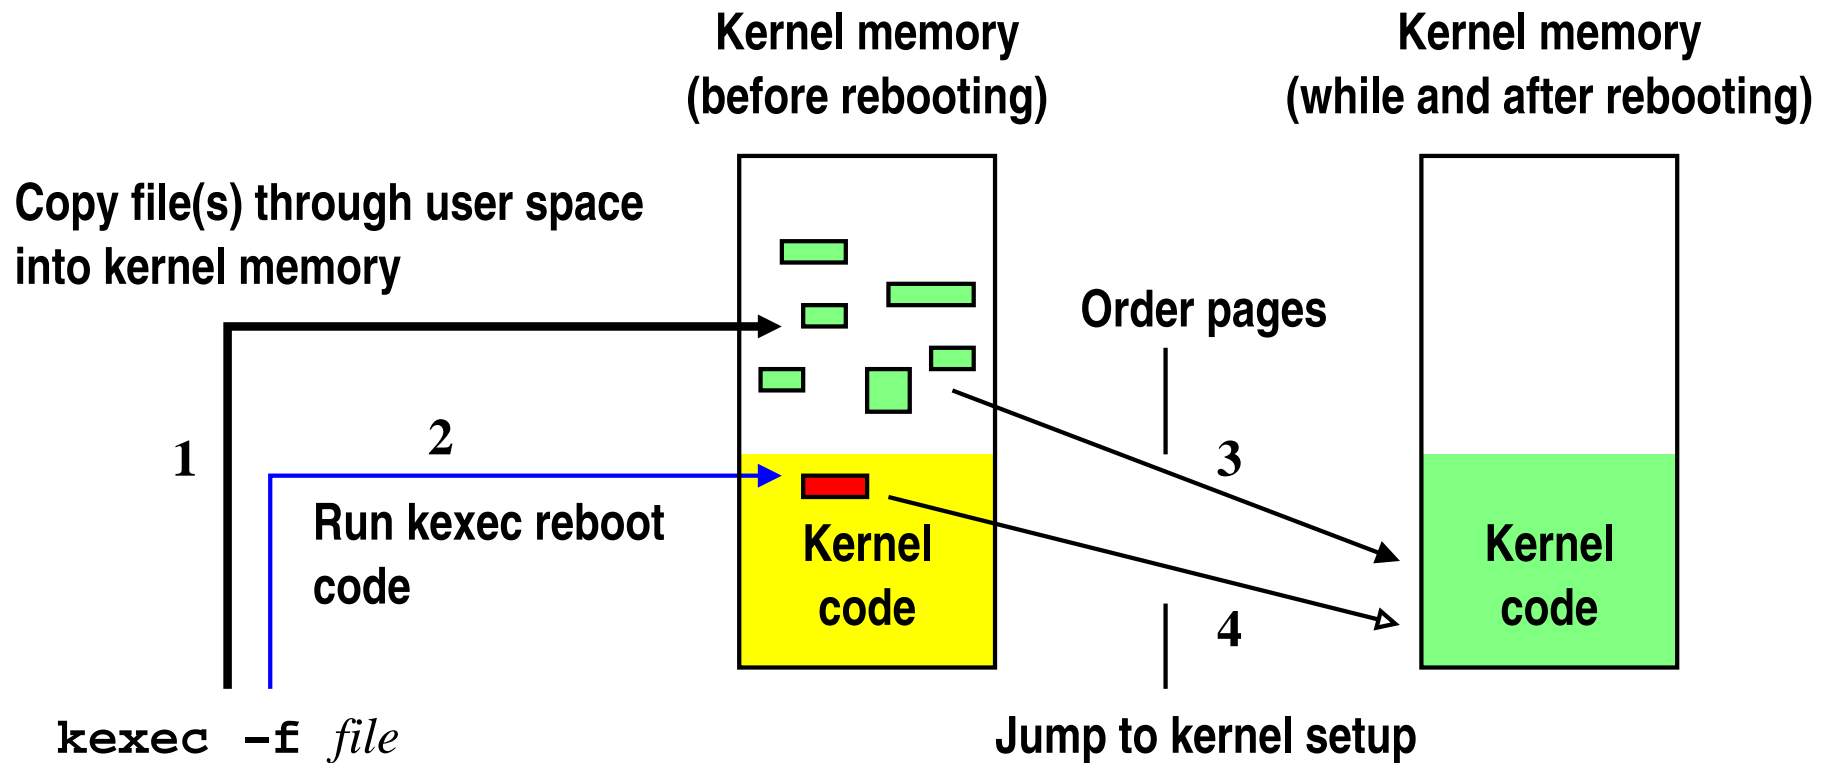 Kernel memory
(before rebooting)
Kernel memory
(while and after rebooting)
Copy file(s) through user space
into kernel memory
Order pages
1
2
3
Run kexec reboot
code
Kernel
code
Kernel
code
4
kexec −f file
Jump to kernel setup